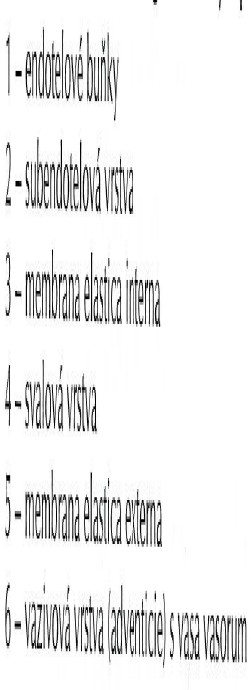 1 – endotelové buňky
2 – subendotelová vrstva
3 – membrana elastica interna
4 – svalová vrstva
5 – membrana elastica externa
6 – vazivová vrstva (adventicie) s vasa vasorum